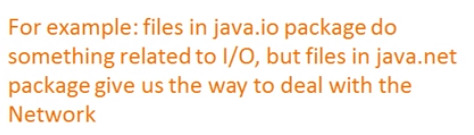 For example: files in java.io package do
something related to I/O, but files in java.net
package give us the way to deal with the
Network